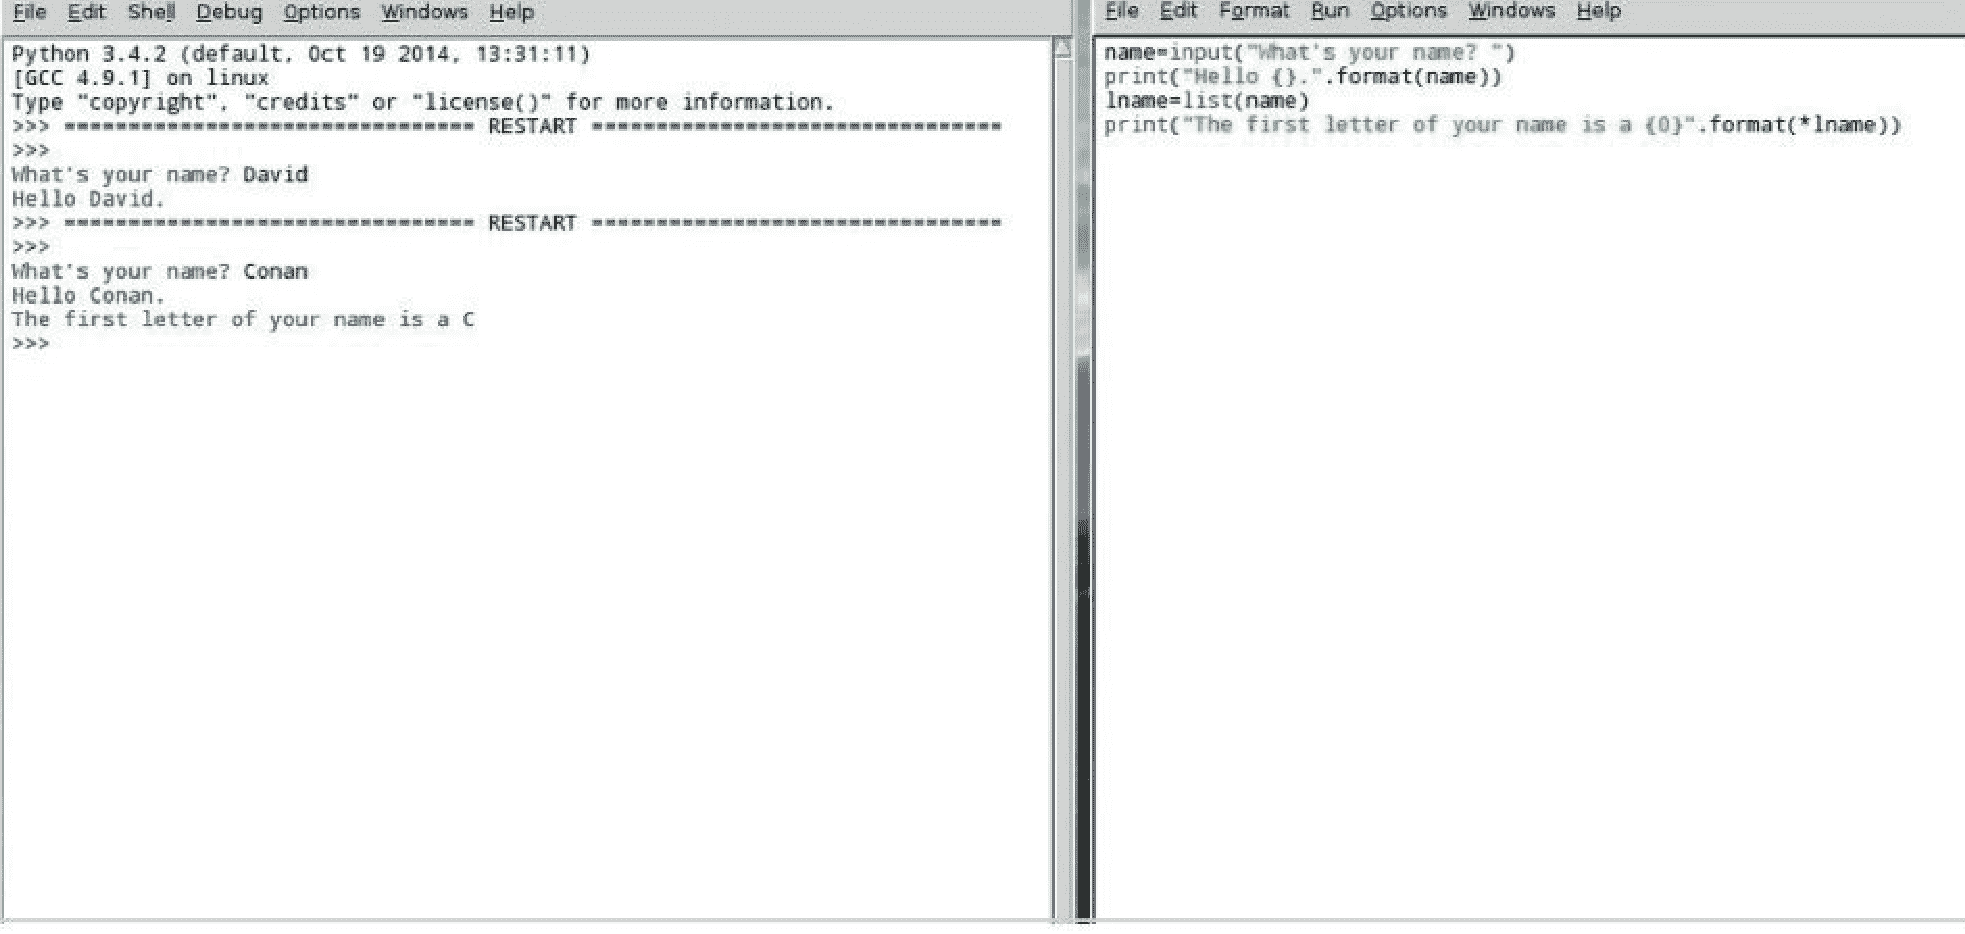 File Edit Shell Debug Options Windows Help
Python 3.4.2 (default, Oct 19 2014, 13:31:11)
[GCC 4.9.1] on linux
Type "copyright", "credits" or "license()" for more information.
>>> ================================ RESTART ================================
>>>
What's your name? David
Hello David.
>>> ================================ RESTART ================================
>>>
What's your name? Conan
Hello Conan.
The first letter of your name is a C
>>>
File Edit Format Run Options Windows Help
name=input("What's your name? ")
print("Hello {}.".format(name))
lname=list(name)
print("The first letter of your name is a {0}".format(*lname))